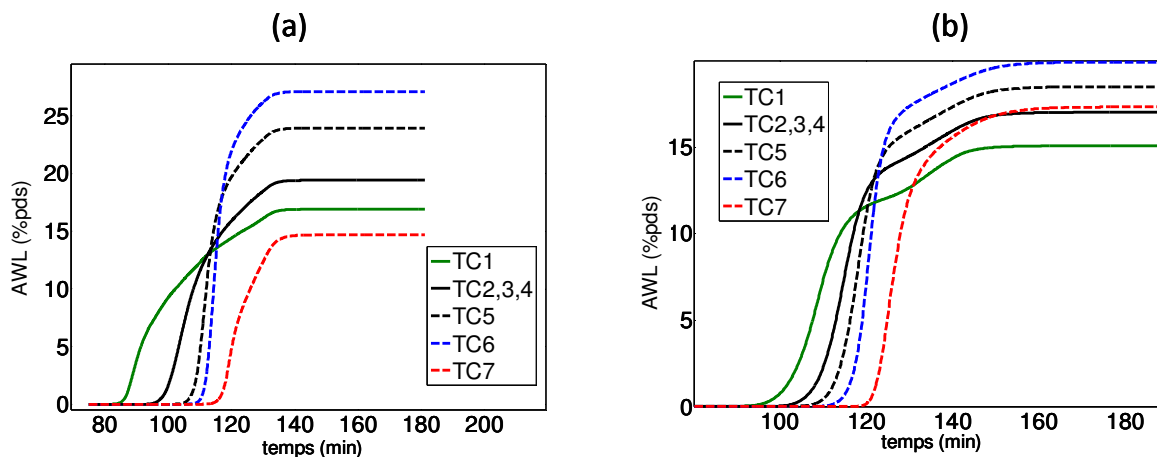 (a)
AWL (%pds)
25
20
15
10
5
0
80 100 120 140 160 180 200
temps (min)
TC1
TC2,3,4
TC5
TC6
TC7
(b)
AWL (%pds)
15
10
5
0
100 120 140 160 180
temps (min)
TC1
TC2,3,4
TC5
TC6
TC7